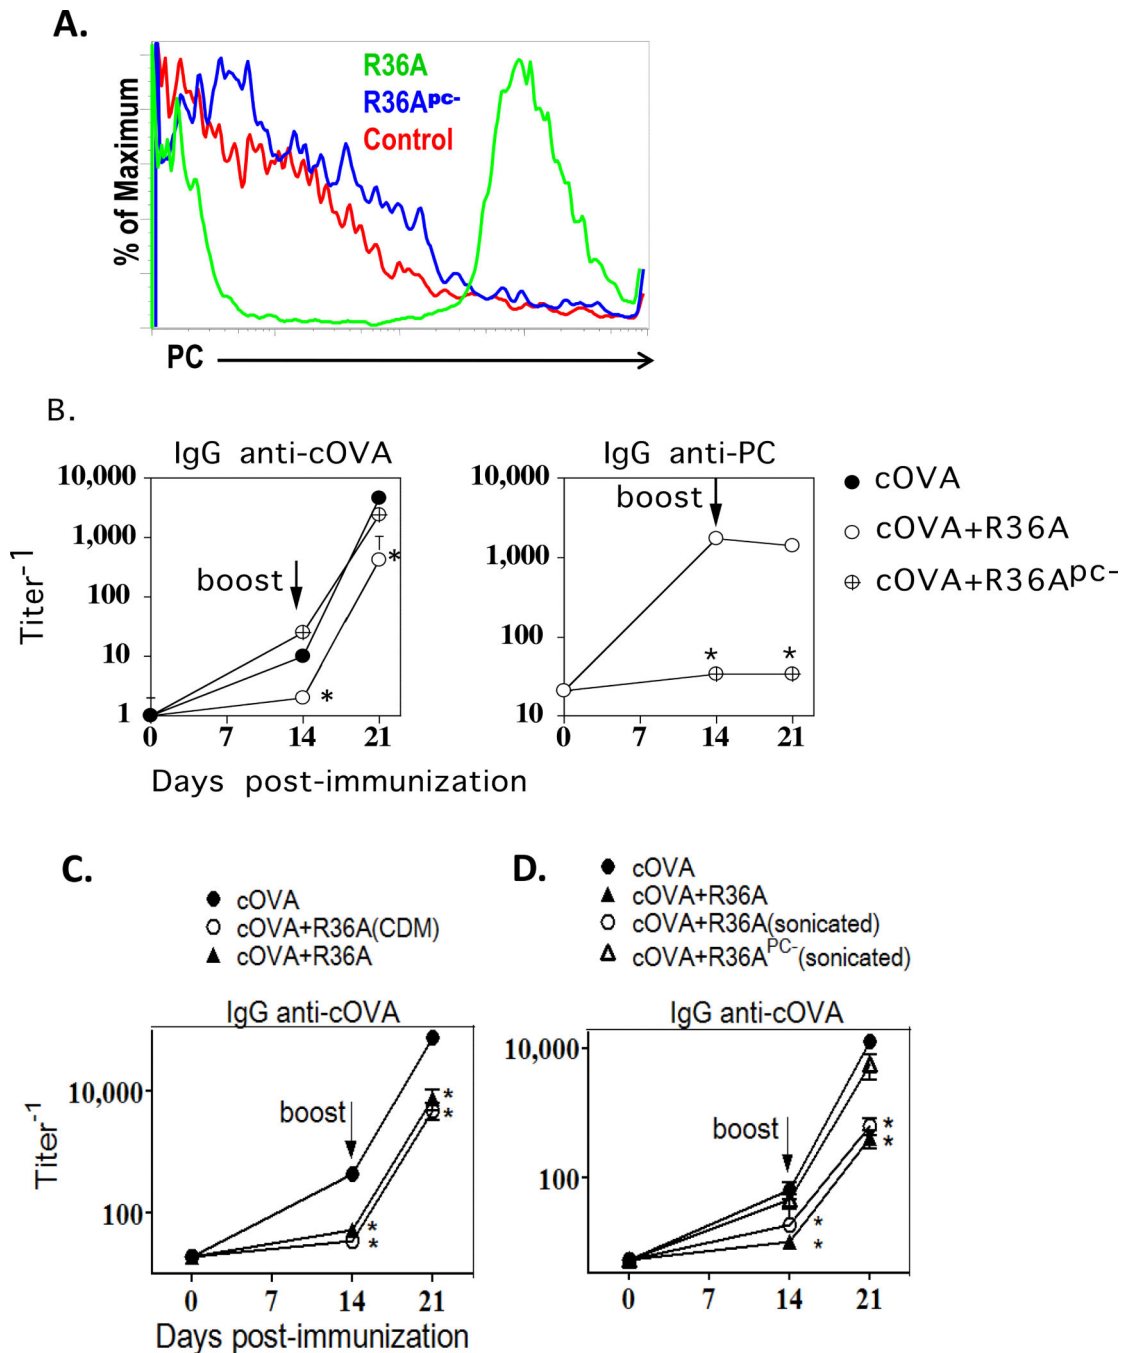 A.
R36A
R36Apc-
Control
% of Maximum
PC
B.
IgG anti-cOVA
IgG anti-PC
10,000
1,000
100
10
1
boost
0 7 14 21
10,000
1,000
100
10
boost
* *
0 7 14 21
*
*
Titer-1
Days post-immunization
cOVA
cOVA+R36A
cOVA+R36Apc-
C.
cOVA
cOVA+R36A(CDM)
cOVA+R36A
IgG anti-cOVA
10,000
100
boost
*
*
*
*
Titer-1
0 7 14 21
Days post-immunization
D.
cOVA
cOVA+R36A
cOVA+R36A(sonicated)
cOVA+R36APC-(sonicated)
IgG anti-cOVA
10,000
100
boost
*
*
*
*
0 7 14 21